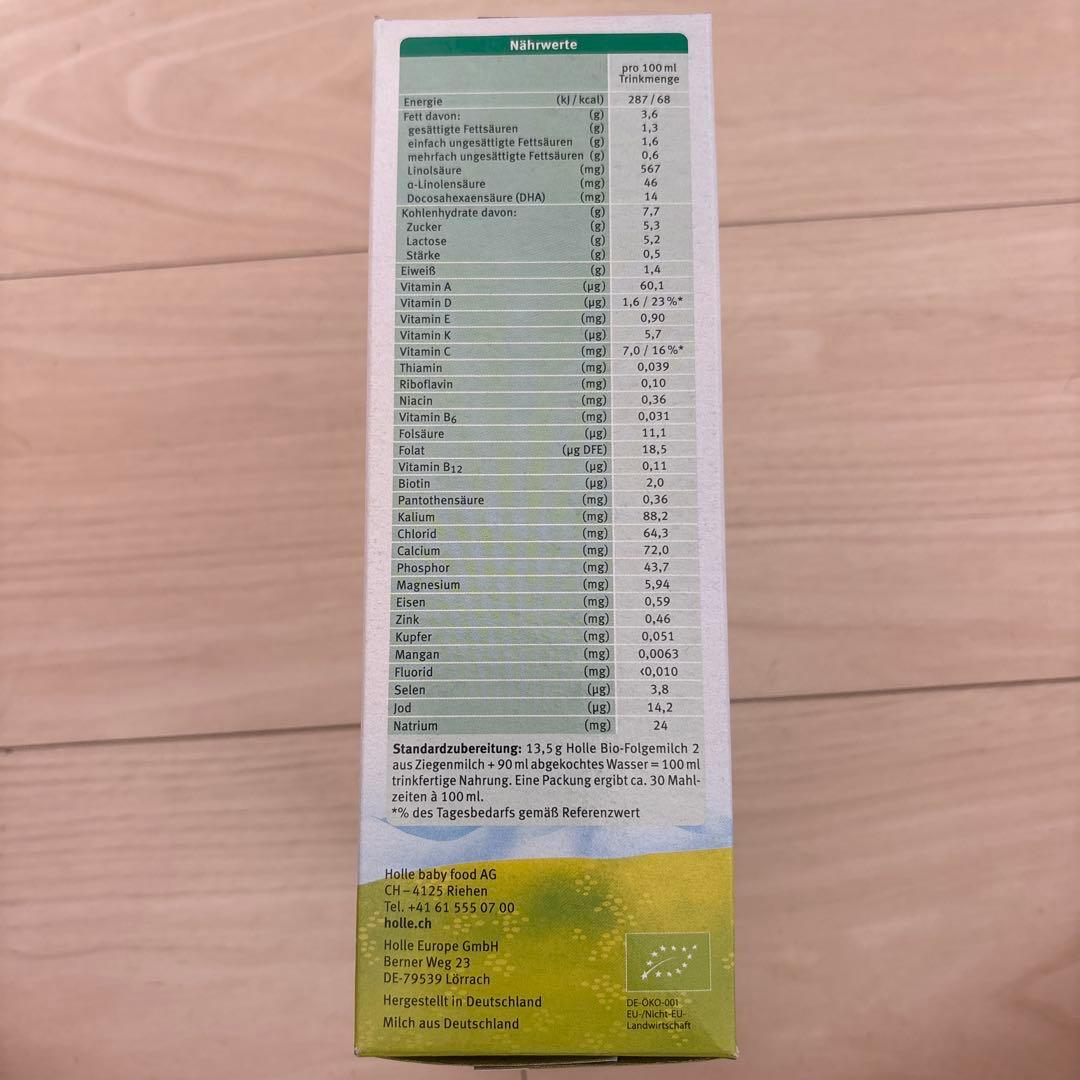 Nährwerte
pro 100 ml
Trinkmenge
Energie (kJ / kcal) 287 / 68
Fett davon: (g) 3,6
gesättigte Fettsäuren (g) 1,3
einfach ungesättigte Fettsäuren (g) 1,6
mehrfach ungesättigte Fettsäuren (g) 0,6
Linolsäure (mg) 567
α-Linolensäure (mg) 46
Docosahexaensäure (DHA) (mg) 14
Kohlenhydrate davon: (g) 7,7
Zucker (g) 5,3
Lactose (g) 5,2
Stärke (g) 0,5
Eiweiß (g) 1,4
Vitamin A (µg) 60,1
Vitamin D (µg) 1,6 / 23%*
Vitamin E (mg) 0,90
Vitamin K (µg) 5,7
Vitamin C (mg) 7,0 / 16%*
Thiamin (mg) 0,039
Riboflavin (mg) 0,10
Niacin (mg) 0,36
Vitamin B6 (mg) 0,031
Folsäure (µg) 11,1
Folat (µg DFE) 18,5
Vitamin B12 (µg) 0,11
Biotin (µg) 2,0
Pantothensäure (mg) 0,36
Kalium (mg) 88,2
Chlorid (mg) 64,3
Calcium (mg) 72,0
Phosphor (mg) 43,7
Magnesium (mg) 5,94
Eisen (mg) 0,59
Zink (mg) 0,46
Kupfer (mg) 0,051
Mangan (mg) 0,0063
Fluorid (mg) <0,010
Selen (µg) 3,8
Jod (µg) 14,2
Natrium (mg) 24
Standardzubereitung: 13,5 g Holle Bio-Folgemilch 2
aus Ziegenmilch + 90 ml abgekochtes Wasser = 100 ml
trinkfertige Nahrung. Eine Packung ergibt ca. 30 Mahl-
zeiten à 100 ml.
*% des Tagesbedarfs gemäß Referenzwert
Holle baby food AG
CH – 4125 Riehen
Tel. +41 61 555 07 00
holle.ch
Holle Europe GmbH
Berner Weg 23
DE-79539 Lörrach
Hergestellt in Deutschland
Milch aus Deutschland
DE-ÖKO-001
EU-/Nicht-EU-
Landwirtschaft